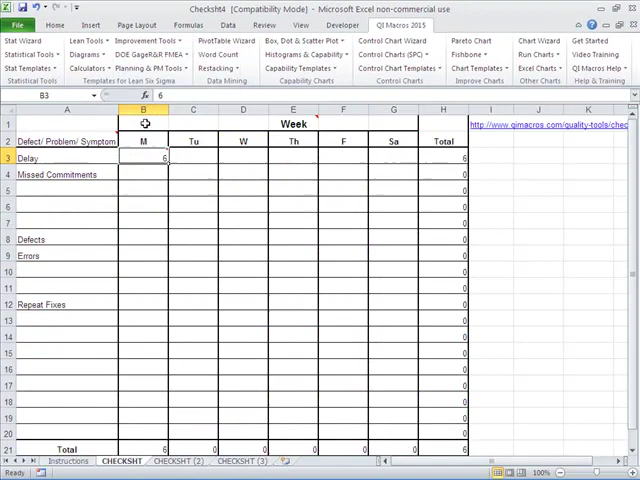 Checksht4 [Compatibility Mode] - Microsoft Excel non-commercial use
File Home Insert Page Layout Formulas Data Review View Developer QI Macros 2015
Stat Wizard Lean Tools Improvement Tools PivotTable Wizard Box, Dot & Scatter Plot Control Chart Wizard Pareto Chart Line, Run Chart Wizard Get Started
Statistical Tools Diagrams DOE GageR&R FMEA Word Count Histograms & Capability Control Charts (SPC) Fishbone Run Charts Training
Stat Templates Calculators Planning & PM Tools Restacking Capability Templates Control Chart Templates Chart Templates Excel Charts Help
Statistical Tools Templates for Lean Six Sigma Data Mining Capability Charts Control Charts Improve Charts Other Charts Help & Training
B3 fx 6
A B C D E F G H I J K
1 Week http://www.qimacros.com/quality-tools/chec
2 Defect/ Problem/ Symptom M Tu W Th F Sa Total
3 Delay 6 6
4 Missed Commitments 0
5 0
6 0
7 0
8 Defects 0
9 Errors 0
10 0
11 0
12 Repeat Fixes 0
13 0
14 0
15 0
16 0
17 0
18 0
19 0
20 0
21 Total 6 0 0 0 0 0 6
Instructions CHECKSHT CHECKSHT (2) CHECKSHT (3)
Ready 100%